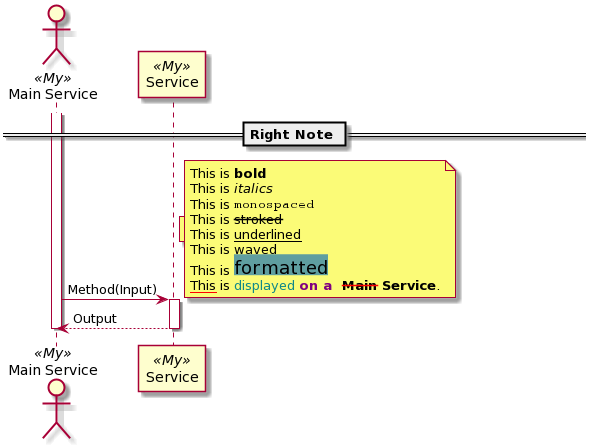 «My»
Main Service
«My»
Service
Right Note
This is bold
This is italics
This is monospaced
This is stroked
This is underlined
This is waved
This is formatted
This is displayed on a Main Service.
Method(Input)
Output
«My»
Main Service
«My»
Service